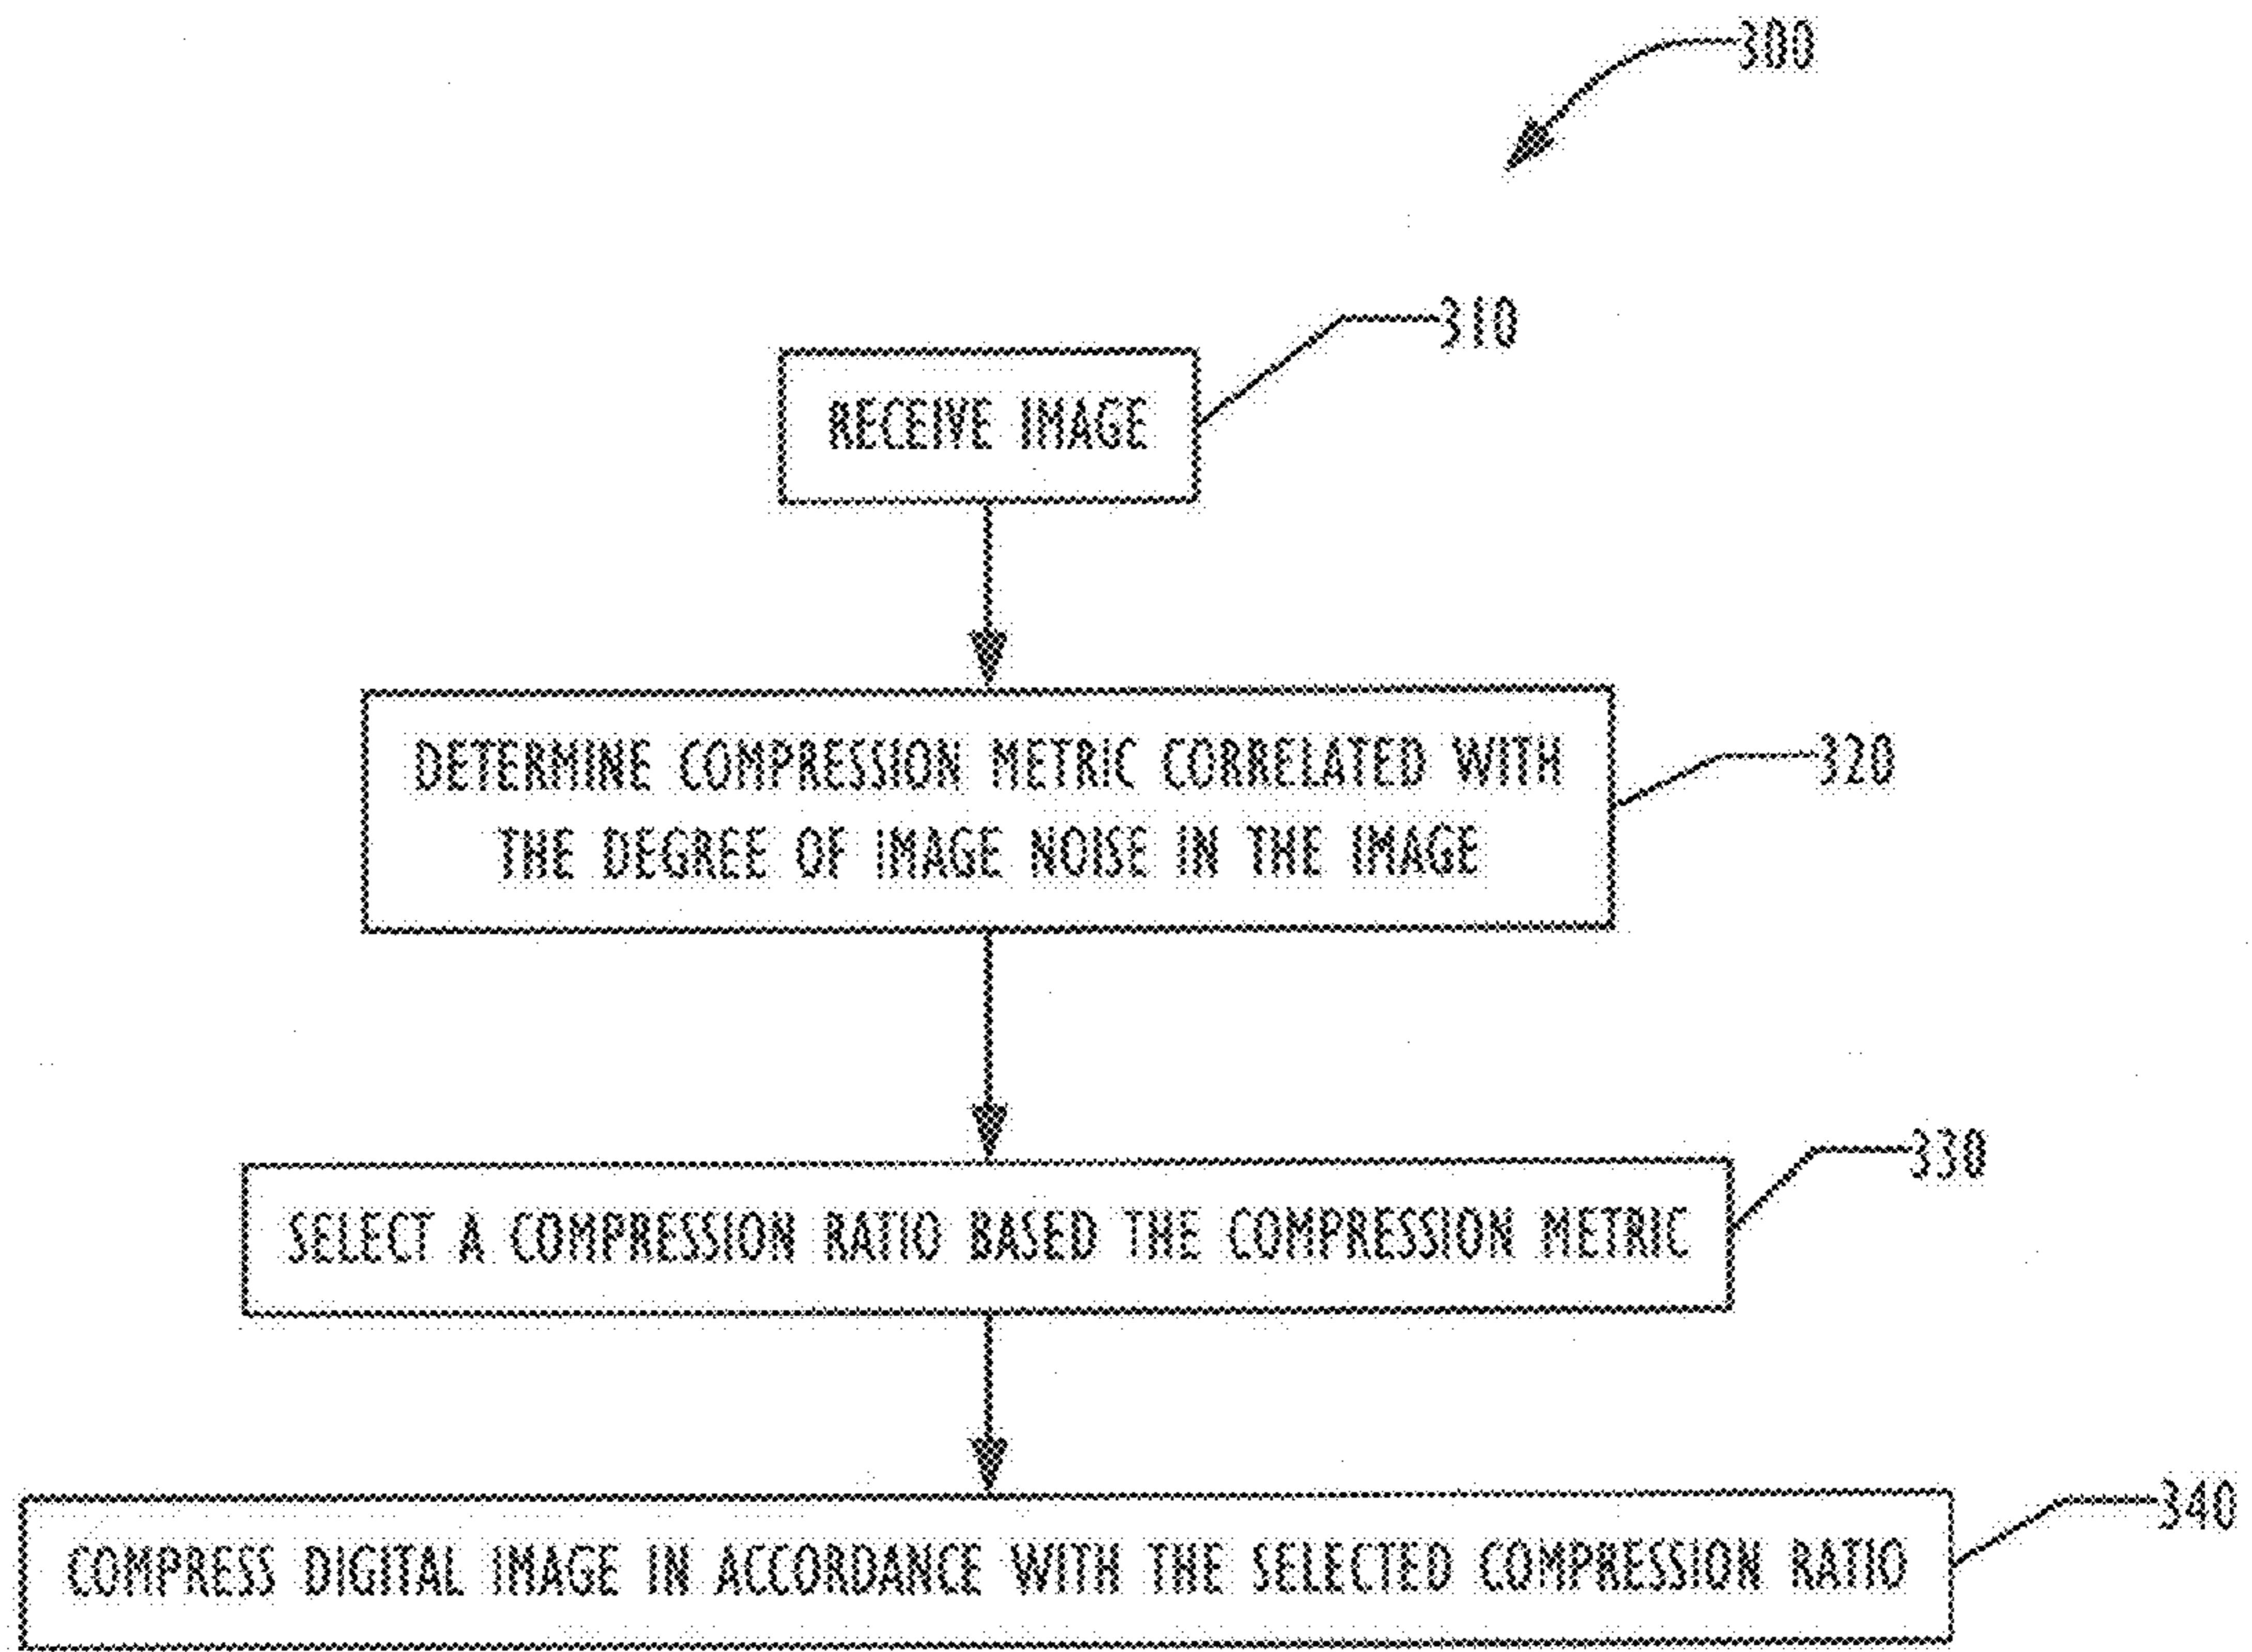 300
310
RECEIVE IMAGE
320
DETERMINE COMPRESSION METRIC CORRELATED WITH
THE DEGREE OF IMAGE NOISE IN THE IMAGE
330
SELECT A COMPRESSION RATIO BASED THE COMPRESSION METRIC
340
COMPRESS DIGITAL IMAGE IN ACCORDANCE WITH THE SELECTED COMPRESSION RATIO